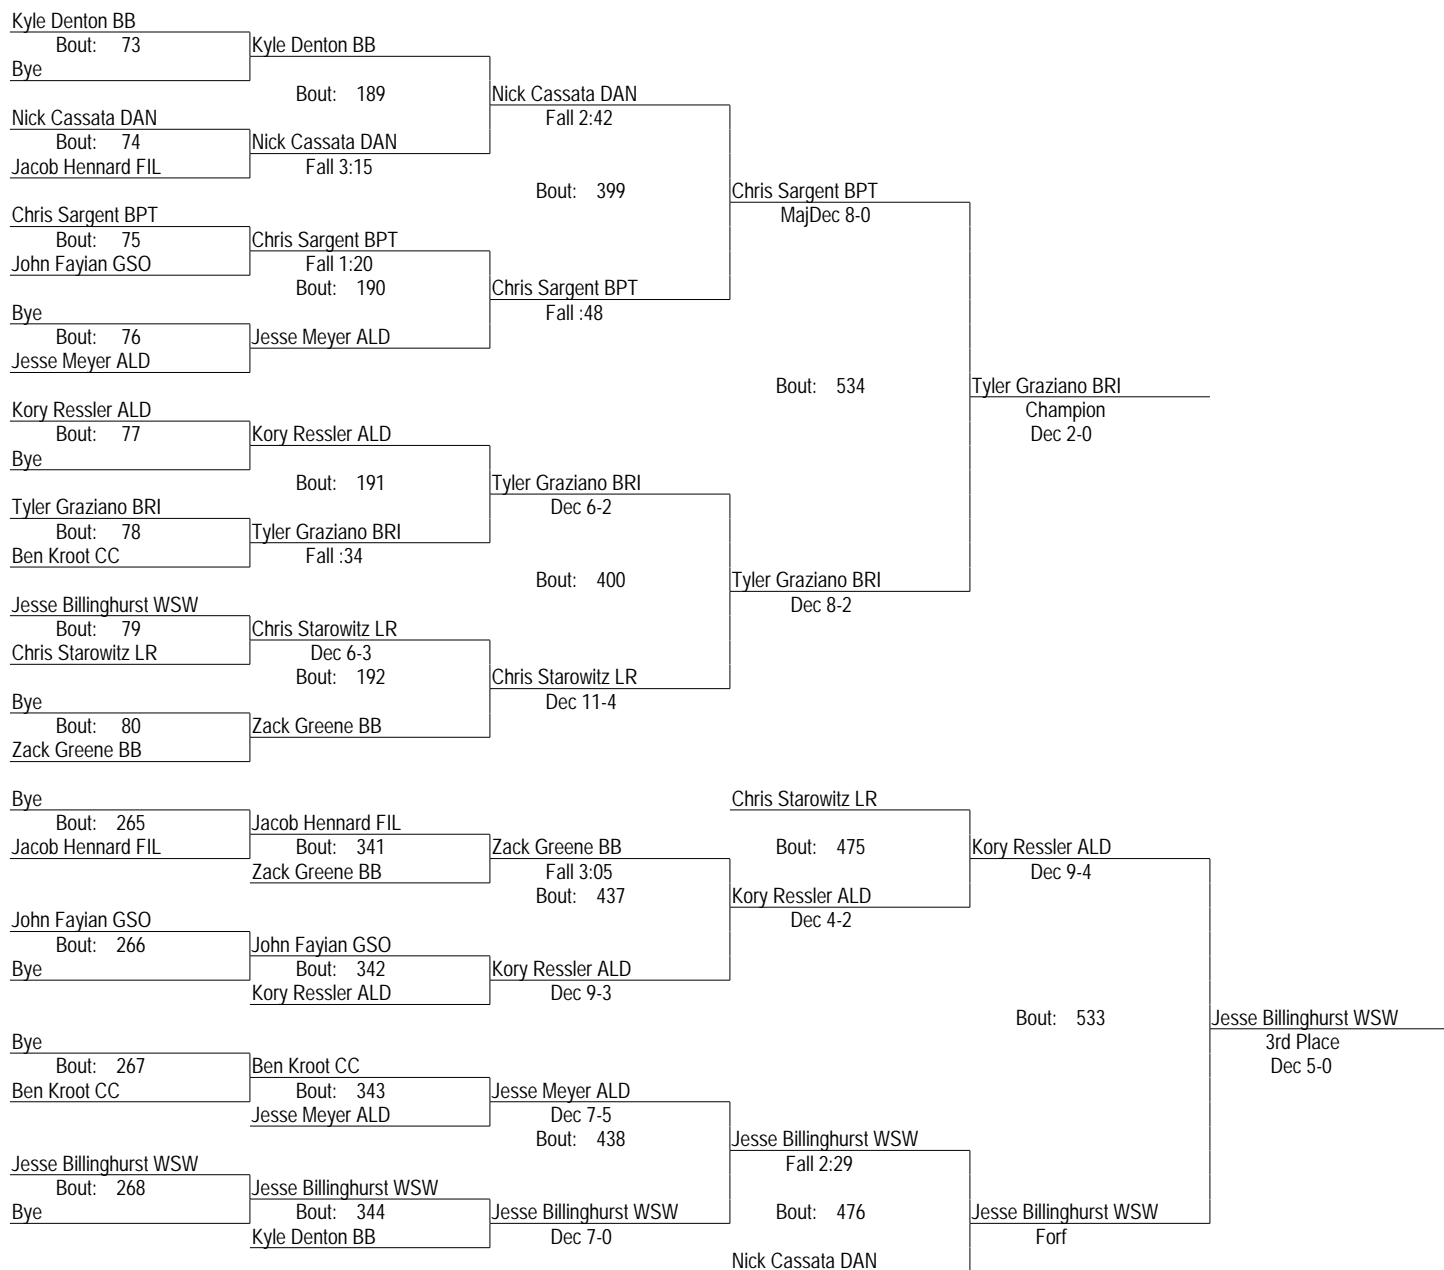 Kyle Denton BB
Bout: 73
Kyle Denton BB
Bye
Bout: 189
Nick Cassata DAN
Nick Cassata DAN
Fall 2:42
Bout: 74
Nick Cassata DAN
Jacob Hennard FIL
Fall 3:15
Bout: 399
Chris Sargent BPT
Chris Sargent BPT
MajDec 8-0
Bout: 75
Chris Sargent BPT
John Fayian GSO
Fall 1:20
Bout: 190
Chris Sargent BPT
Bye
Fall :48
Bout: 76
Jesse Meyer ALD
Jesse Meyer ALD
Bout: 534
Tyler Graziano BRI
Kory Ressler ALD
Champion
Bout: 77
Kory Ressler ALD
Dec 2-0
Bye
Bout: 191
Tyler Graziano BRI
Tyler Graziano BRI
Dec 6-2
Bout: 78
Tyler Graziano BRI
Ben Kroot CC
Fall :34
Bout: 400
Tyler Graziano BRI
Jesse Billinghurst WSW
Dec 8-2
Bout: 79
Chris Starowitz LR
Chris Starowitz LR
Dec 6-3
Bout: 192
Chris Starowitz LR
Bye
Dec 11-4
Bout: 80
Zack Greene BB
Zack Greene BB
Bye
Chris Starowitz LR
Bout: 265
Jacob Hennard FIL
Jacob Hennard FIL
Bout: 341
Zack Greene BB
Bout: 475
Kory Ressler ALD
Zack Greene BB
Fall 3:05
Dec 9-4
Bout: 437
Kory Ressler ALD
John Fayian GSO
Dec 4-2
Bout: 266
John Fayian GSO
Bye
Bout: 342
Kory Ressler ALD
Kory Ressler ALD
Dec 9-3
Bout: 533
Jesse Billinghurst WSW
Bye
3rd Place
Bout: 267
Ben Kroot CC
Dec 5-0
Ben Kroot CC
Bout: 343
Jesse Meyer ALD
Jesse Meyer ALD
Dec 7-5
Bout: 438
Jesse Billinghurst WSW
Jesse Billinghurst WSW
Fall 2:29
Bout: 268
Jesse Billinghurst WSW
Bye
Bout: 344
Jesse Billinghurst WSW
Bout: 476
Jesse Billinghurst WSW
Kyle Denton BB
Dec 7-0
Forf
Nick Cassata DAN